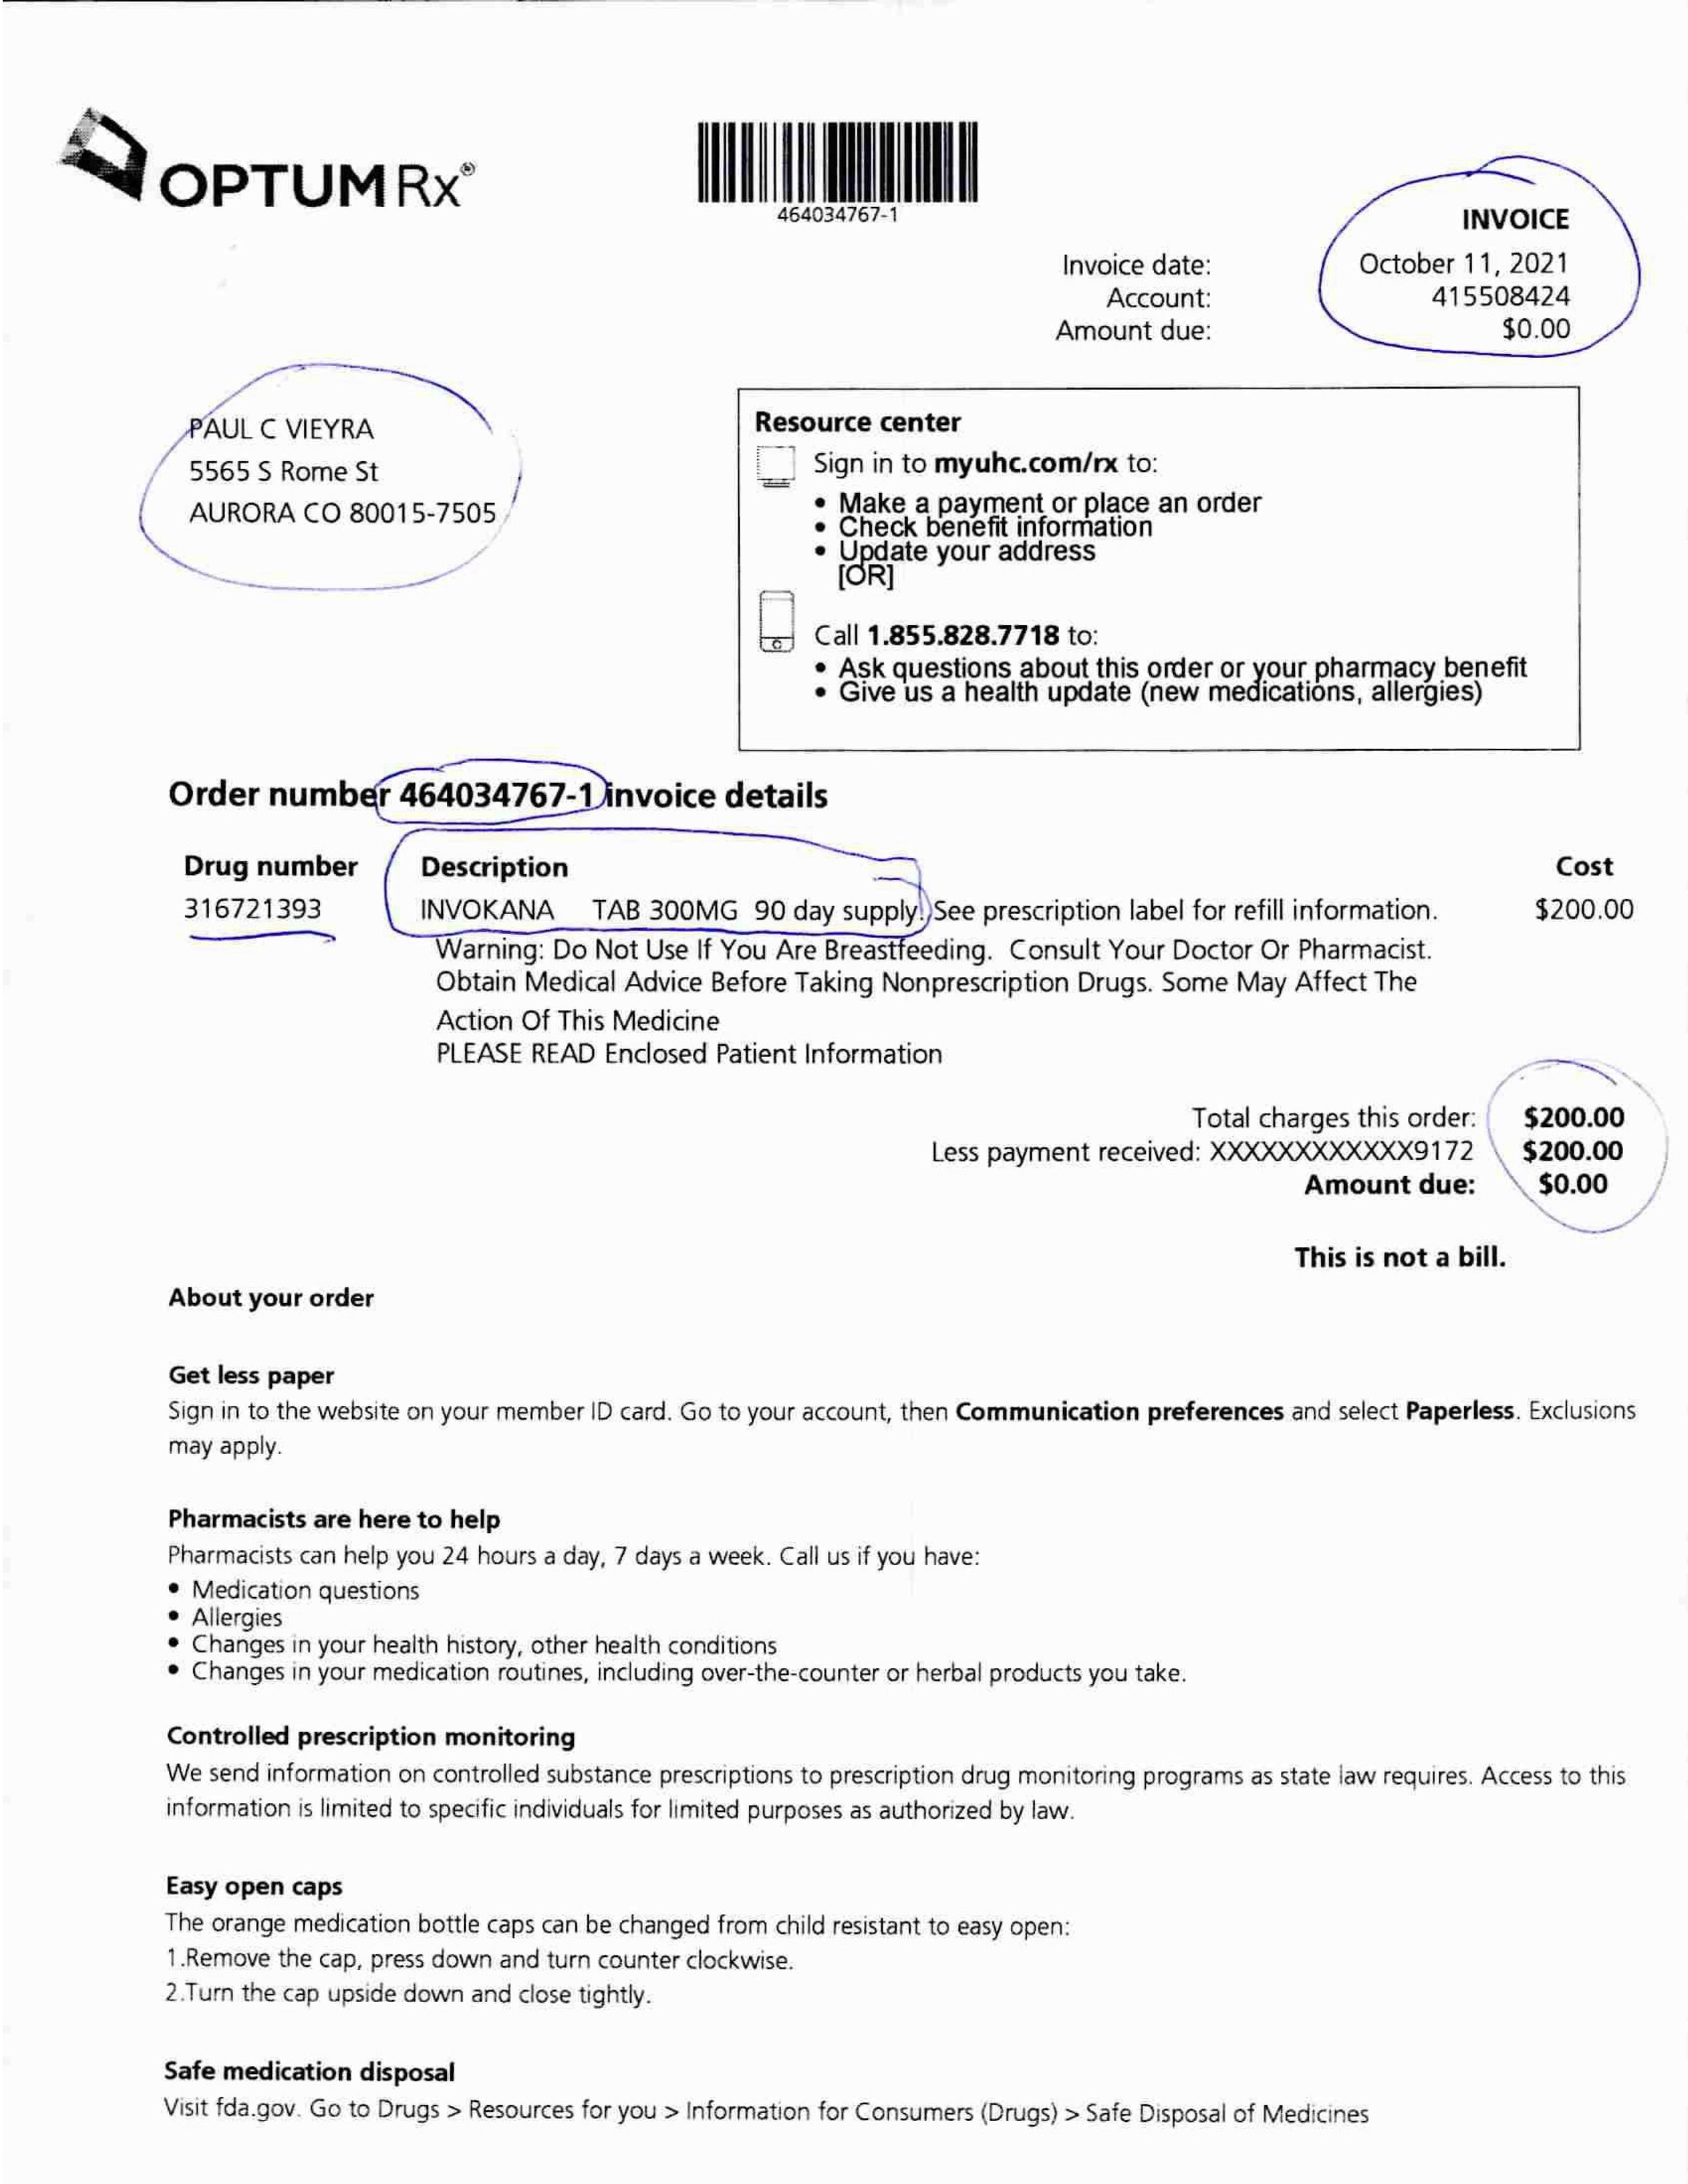 OPTUM Rx®
464034767-1
INVOICE
Invoice date: October 11, 2021
Account: 415508424
Amount due: $0.00
PAUL C VIEYRA
5565 S Rome St
AURORA CO 80015-7505
Resource center
Sign in to myuhc.com/rx to:
• Make a payment or place an order
• Check benefit information
• Update your address
[OR]
Call 1.855.828.7718 to:
• Ask questions about this order or your pharmacy benefit
• Give us a health update (new medications, allergies)
Order number 464034767-1 invoice details
Drug number Description Cost
316721393 INVOKANA TAB 300MG 90 day supply. See prescription label for refill information. $200.00
Warning: Do Not Use If You Are Breastfeeding. Consult Your Doctor Or Pharmacist.
Obtain Medical Advice Before Taking Nonprescription Drugs. Some May Affect The
Action Of This Medicine
PLEASE READ Enclosed Patient Information
Total charges this order: $200.00
Less payment received: XXXXXXXXXXXX9172 $200.00
Amount due: $0.00
This is not a bill.
About your order
Get less paper
Sign in to the website on your member ID card. Go to your account, then Communication preferences and select Paperless. Exclusions
may apply.
Pharmacists are here to help
Pharmacists can help you 24 hours a day, 7 days a week. Call us if you have:
• Medication questions
• Allergies
• Changes in your health history, other health conditions
• Changes in your medication routines, including over-the-counter or herbal products you take.
Controlled prescription monitoring
We send information on controlled substance prescriptions to prescription drug monitoring programs as state law requires. Access to this
information is limited to specific individuals for limited purposes as authorized by law.
Easy open caps
The orange medication bottle caps can be changed from child resistant to easy open:
1.Remove the cap, press down and turn counter clockwise.
2.Turn the cap upside down and close tightly.
Safe medication disposal
Visit fda.gov. Go to Drugs > Resources for you > Information for Consumers (Drugs) > Safe Disposal of Medicines